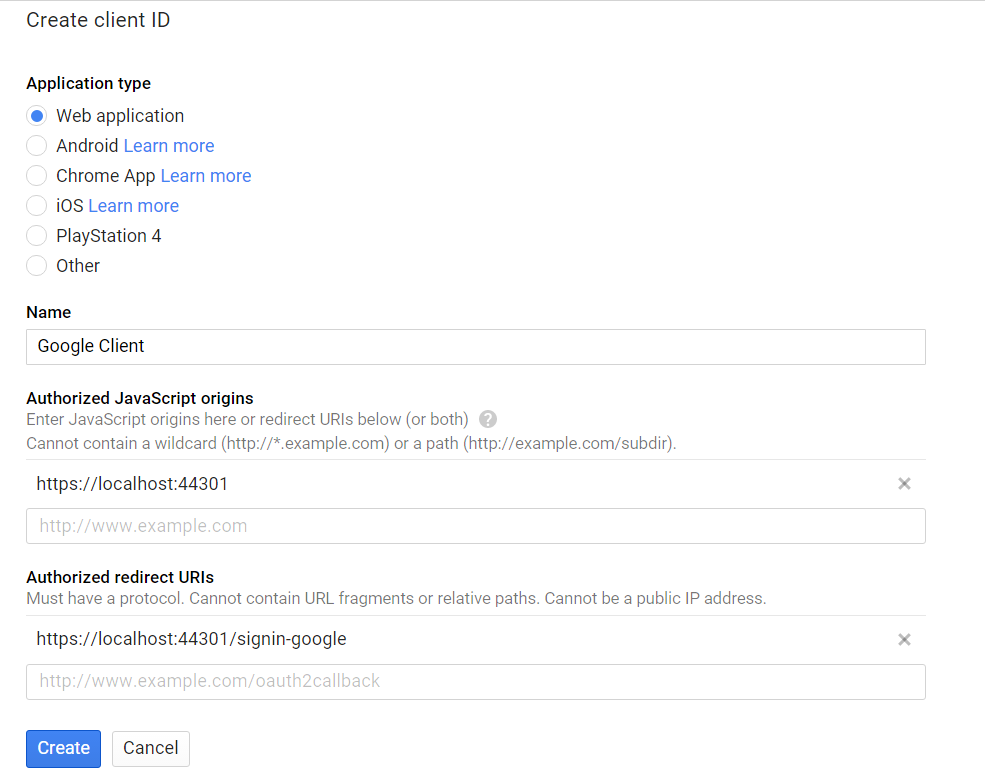 Create client ID
Application type
Web application
Android Learn more
Chrome App Learn more
iOS Learn more
PlayStation 4
Other
Name
Google Client
Authorized JavaScript origins
Enter JavaScript origins here or redirect URIs below (or both) ?
Cannot contain a wildcard (http://*.example.com) or a path (http://example.com/subdir).
https://localhost:44301
http://www.example.com
Authorized redirect URIs
Must have a protocol. Cannot contain URL fragments or relative paths. Cannot be a public IP address.
https://localhost:44301/signin-google
http://www.example.com/oauth2callback
Create Cancel